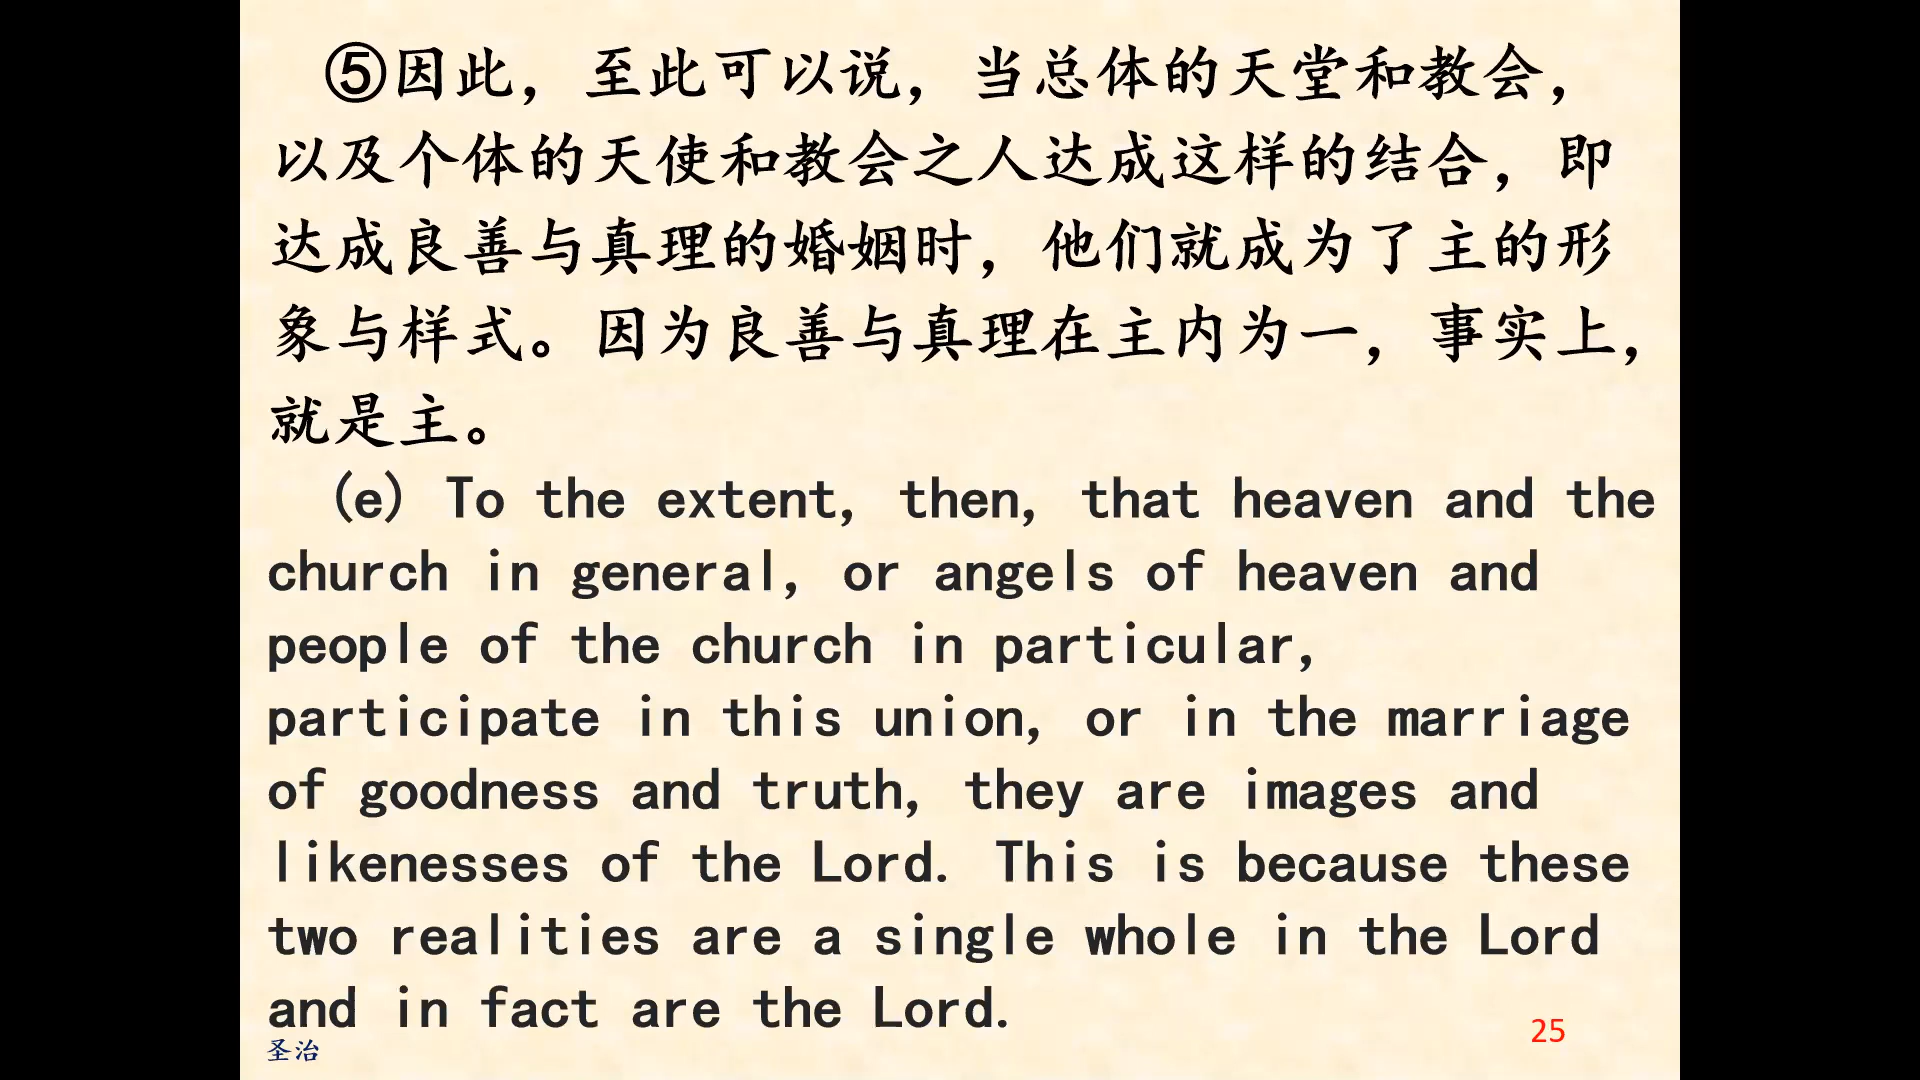 ⑤因此，至此可以说，当总体的天堂和教会，
以及个体的天使和教会之人达成这样的结合，即
达成良善与真理的婚姻时，他们就成为了主的形
象与样式。因为良善与真理在主内为一，事实上，
就是主。
(e) To the extent, then, that heaven and the
church in general, or angels of heaven and
people of the church in particular,
participate in this union, or in the marriage
of goodness and truth, they are images and
likenesses of the Lord. This is because these
two realities are a single whole in the Lord
and in fact are the Lord.
圣治
25